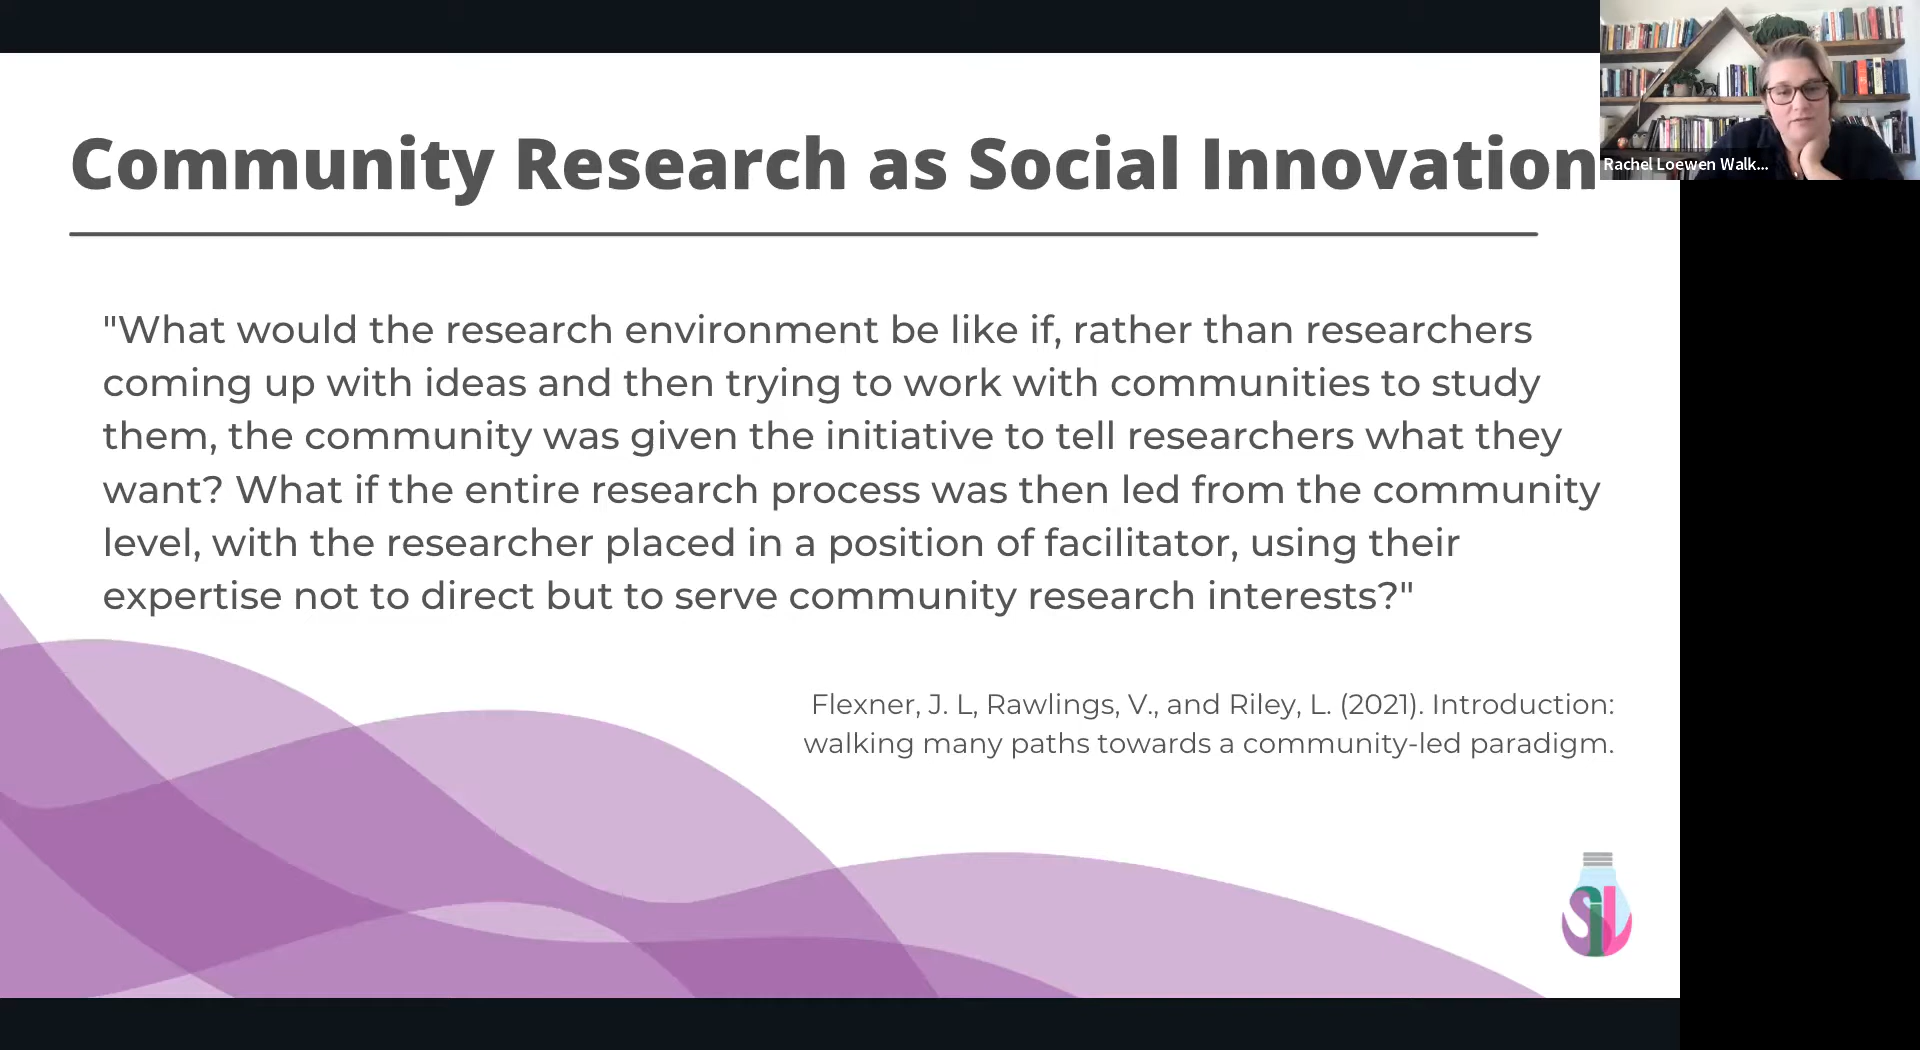 Community Research as Social Innovation
Rachel Loewen Walk...
"What would the research environment be like if, rather than researchers
coming up with ideas and then trying to work with communities to study
them, the community was given the initiative to tell researchers what they
want? What if the entire research process was then led from the community
level, with the researcher placed in a position of facilitator, using their
expertise not to direct but to serve community research interests?"
Flexner, J. L, Rawlings, V., and Riley, L. (2021). Introduction:
walking many paths towards a community-led paradigm.
SiL